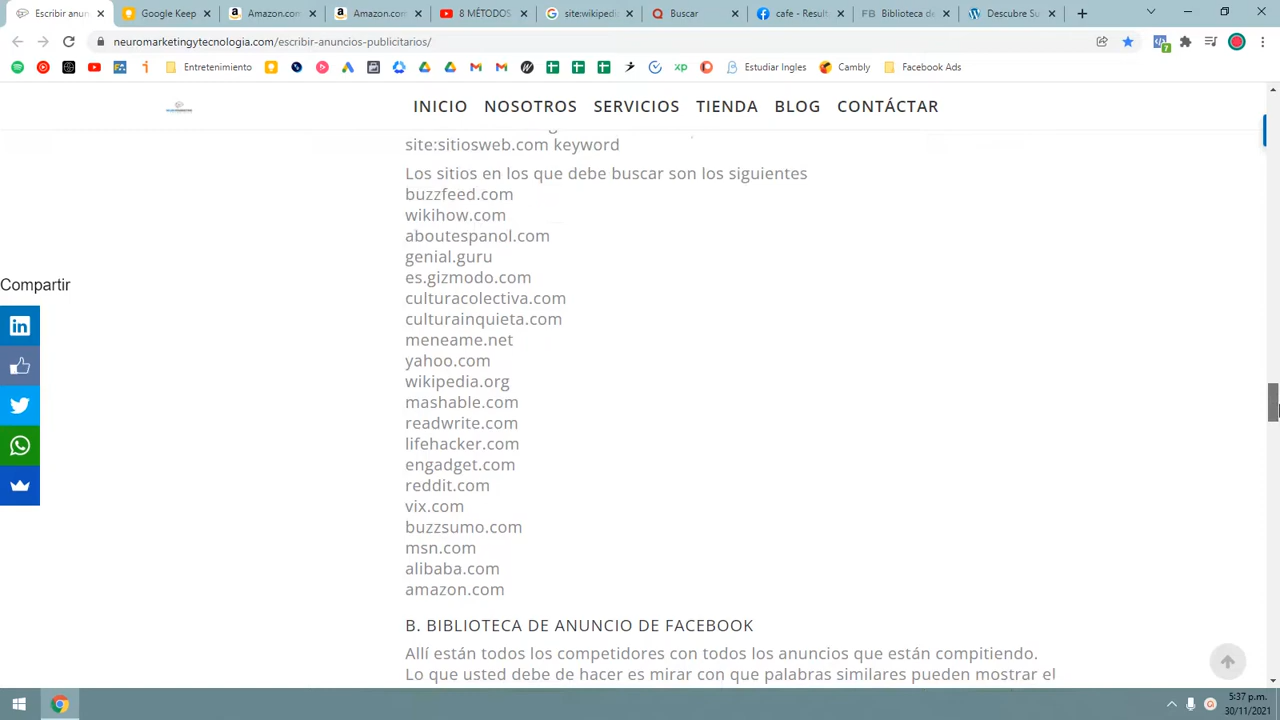 Escribir anun
Google Keep
Amazon.com
Amazon.com
8 MÉTODOS
site:wikipedi
Buscar
cafe - Result
Biblioteca de
Descubre Su
neuromarketingytecnologia.com/escribir-anuncios-publicitarios/
7
Entretenimiento
Estudiar Ingles
Cambly
Facebook Ads
INICIO NOSOTROS SERVICIOS TIENDA BLOG CONTÁCTAR
site:sitiosweb.com keyword
Los sitios en los que debe buscar son los siguientes
buzzfeed.com
wikihow.com
aboutespanol.com
genial.guru
es.gizmodo.com
culturacolectiva.com
culturainquieta.com
meneame.net
yahoo.com
wikipedia.org
mashable.com
readwrite.com
lifehacker.com
engadget.com
reddit.com
vix.com
buzzsumo.com
msn.com
alibaba.com
amazon.com
Compartir
B. BIBLIOTECA DE ANUNCIO DE FACEBOOK
Allí están todos los competidores con todos los anuncios que están compitiendo.
Lo que usted debe de hacer es mirar con que palabras similares pueden mostrar el
5:37 p.m.
30/11/2021